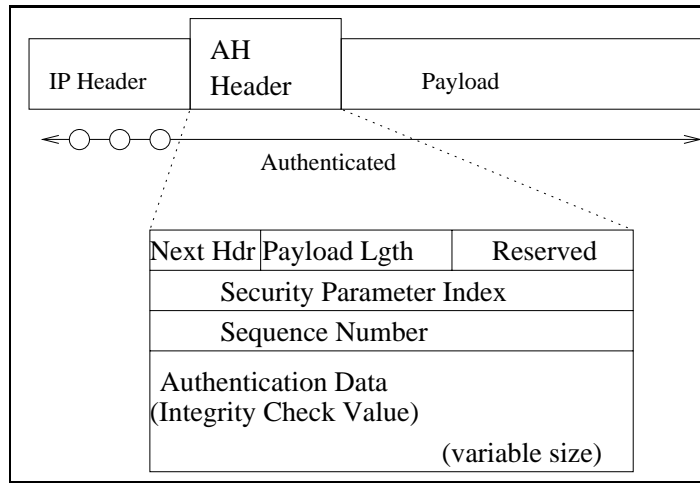 AH
Header
IP Header
Payload
Authenticated
Next Hdr
Payload Lgth
Reserved
Security Parameter Index
Sequence Number
Authentication Data
(Integrity Check Value)
(variable size)